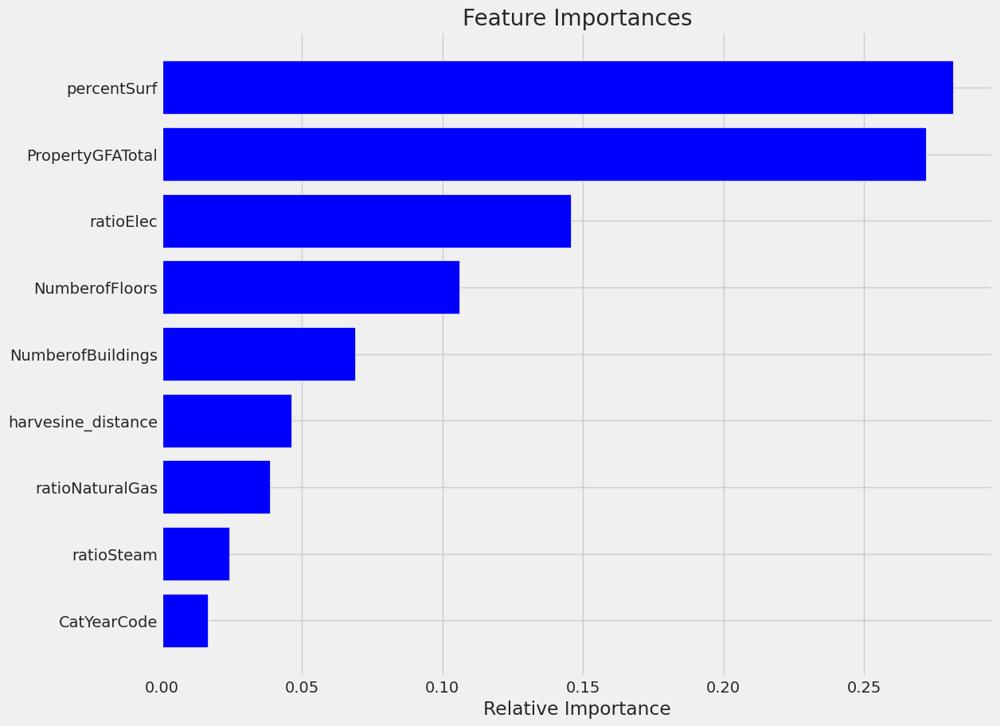 Feature Importances
percentSurf
PropertyGFATotal
ratioElec
NumberofFloors
NumberofBuildings
harvesine_distance
ratioNaturalGas
ratioSteam
CatYearCode
0.00 0.05 0.10 0.15 0.20 0.25
Relative Importance